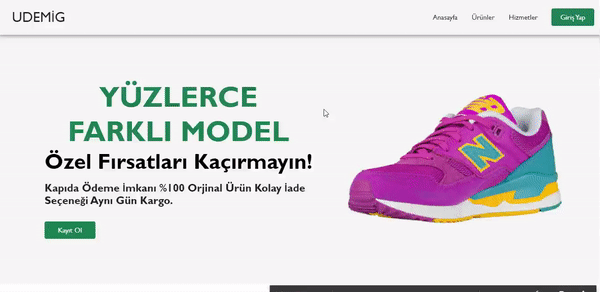 UDEMİG
Anasayfa
Ürünler
Hizmetler
Giriş Yap
YÜZLERCE
FARKLI MODEL
Özel Fırsatları Kaçırmayın!
Kapıda Ödeme İmkanı %100 Orjinal Ürün Kolay İade
Seçeneği Aynı Gün Kargo.
Kayıt Ol
N